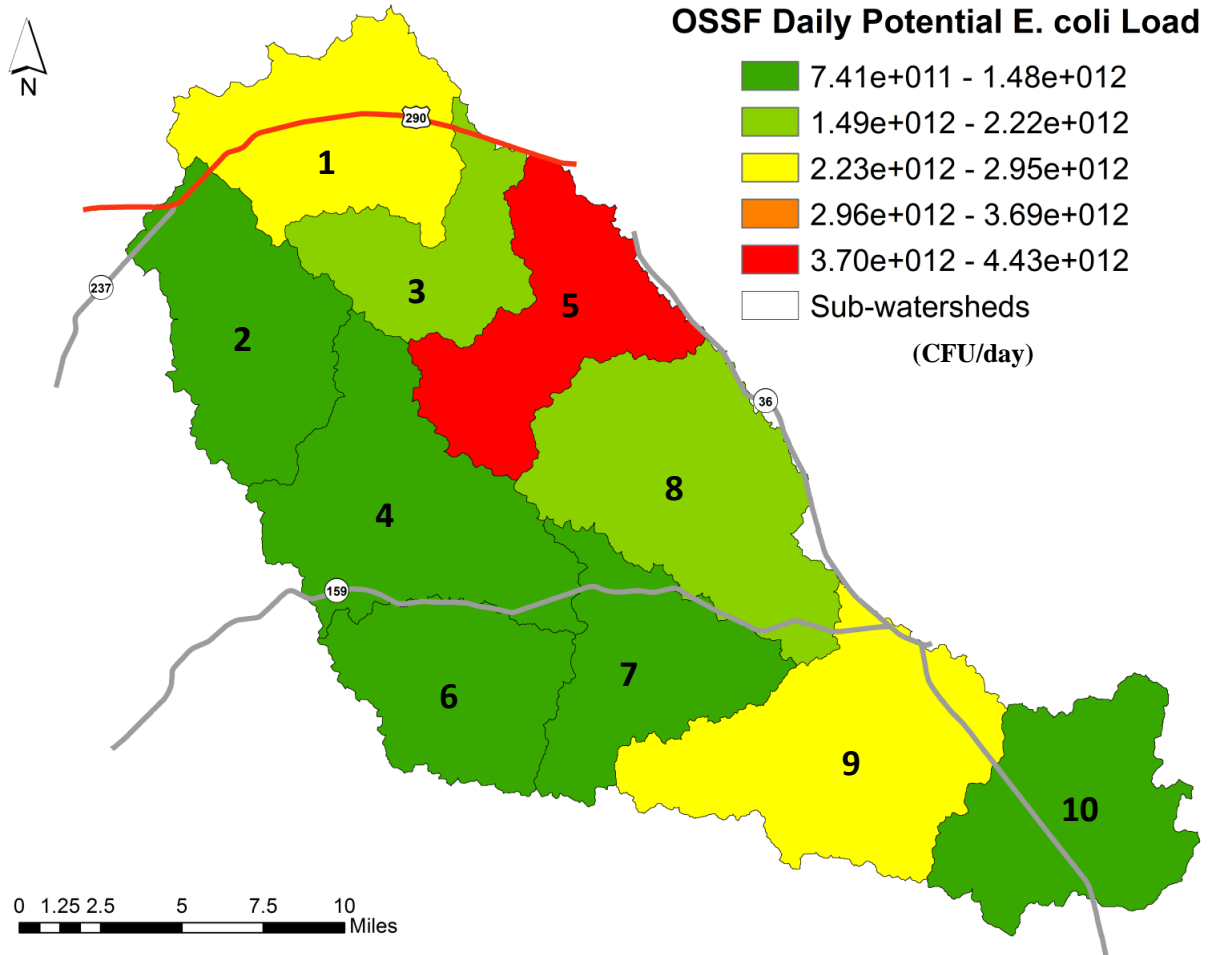 OSSF Daily Potential E. coli Load
7.41e+011 - 1.48e+012
1.49e+012 - 2.22e+012
2.23e+012 - 2.95e+012
2.96e+012 - 3.69e+012
3.70e+012 - 4.43e+012
Sub-watersheds
(CFU/day)
N
290
1
237
3
5
2
36
8
4
159
7
6
9
10
0 1.25 2.5 5 7.5 10
Miles